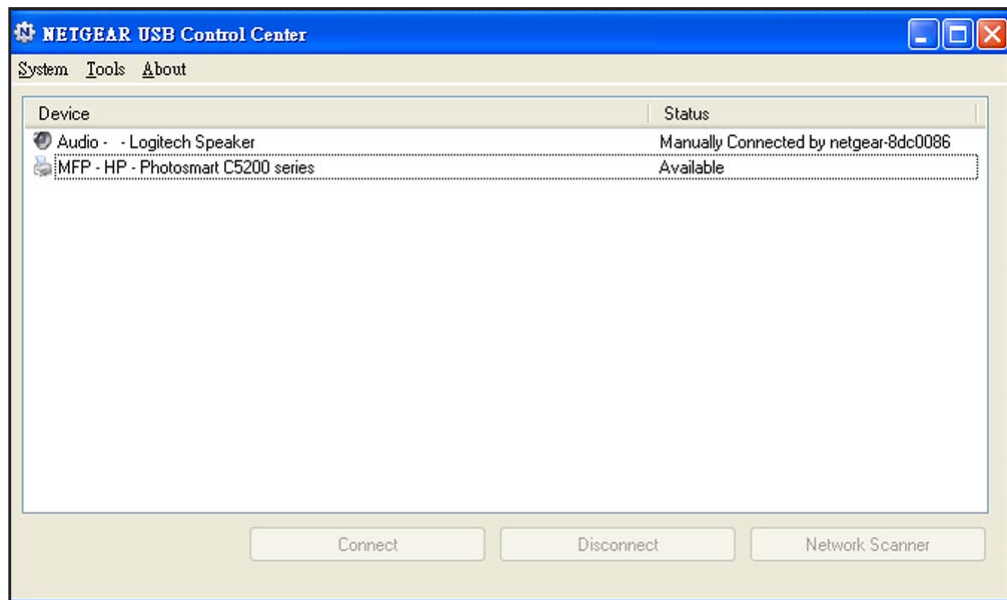 NETGEAR USB Control Center
System Tools About
Device Status
Audio - - Logitech Speaker Manually Connected by netgear-8dc0086
MFP - HP - Photosmart C5200 series Available
Connect Disconnect Network Scanner